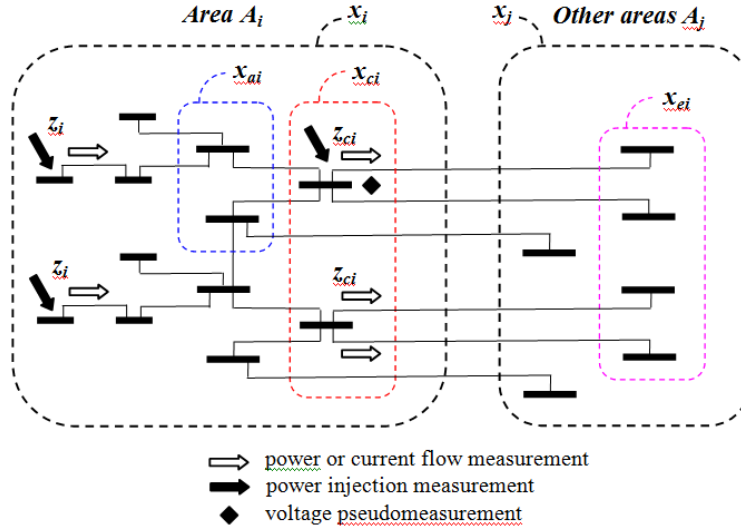 Area Ai xi xj Other areas Aj
xai xci xei
zi zci
zi zci
power or current flow measurement
power injection measurement
voltage pseudomeasurement